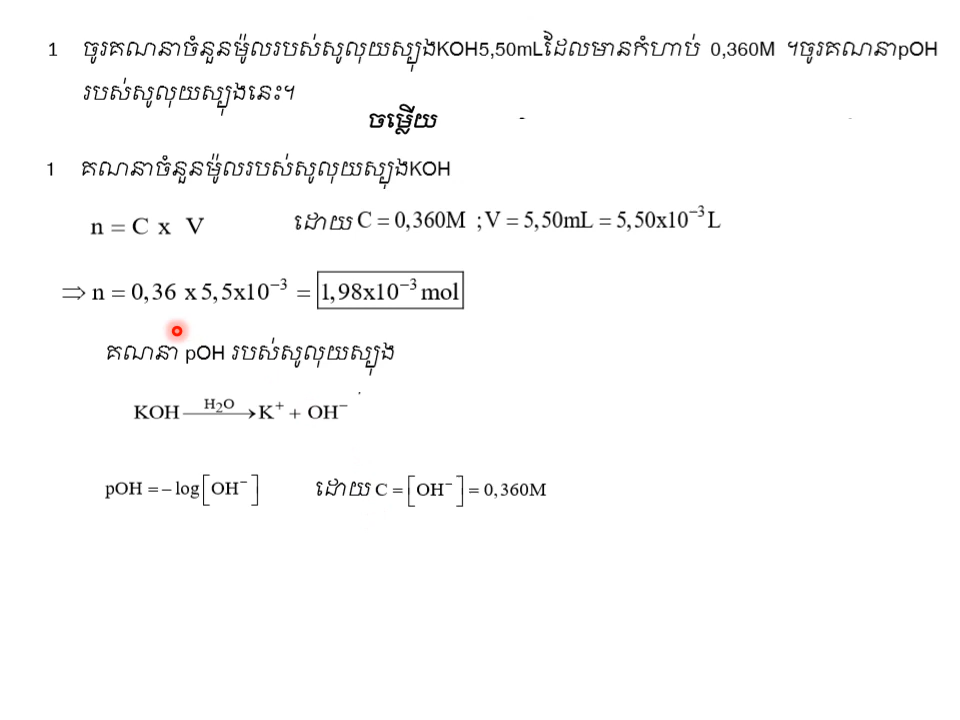 1 ចូរគណនាចំនួនម៉ូលរបស់សូលុយស្យុងKOH5,50mLដែលមានកំហាប់ 0,360M ។ចូរគណនាpOH
របស់សូលុយស្យុងនេះ។
ចម្លើយ
1 គណនាចំនួនម៉ូលរបស់សូលុយស្យុងKOH
n = C x V ដោយ C = 0,360M ; V = 5,50mL = 5,50x10⁻³ L
⇒ n = 0,36 x 5,5x10⁻³ = 1,98x10⁻³ mol
គណនា pOH របស់សូលុយស្យុង
KOH —H₂O→ K⁺ + OH⁻
pOH = − log[OH⁻] ដោយ C = [OH⁻] = 0,360M